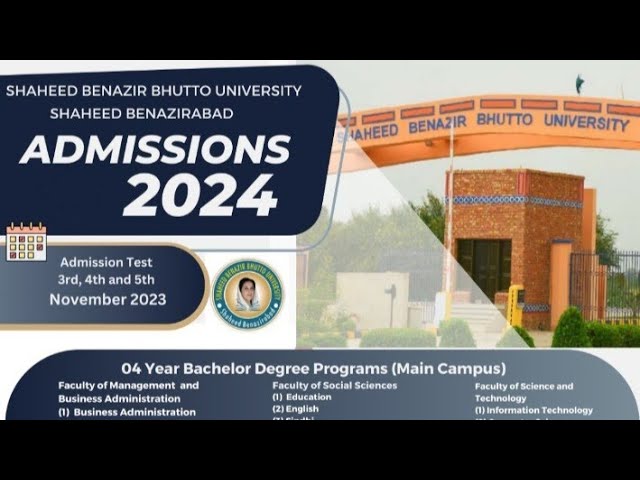 SHAHEED BENAZIR BHUTTO UNIVERSITY
SHAHEED BENAZIRABAD
ADMISSIONS
2024
Admission Test
3rd, 4th and 5th
November 2023
SHAHEED BENAZIR BHUTTO UNIVERSITY
Shaheed Benazirabad
SHAHEED BENAZIR BHUTTO UNIVERSITY
04 Year Bachelor Degree Programs (Main Campus)
Faculty of Management and
Business Administration
(1) Business Administration
Faculty of Social Sciences
(1) Education
(2) English
Faculty of Science and
Technology
(1) Information Technology